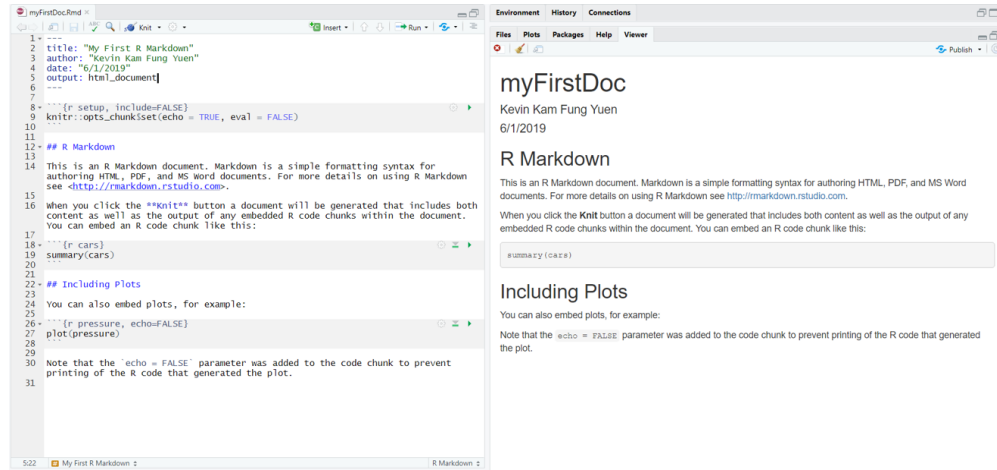 myFirstDoc.Rmd
Knit
Insert
Run
1 ---
2 title: "My First R Markdown"
3 author: "Kevin Kam Fung Yuen"
4 date: "6/1/2019"
5 output: html_document
6 ---
7
8 ```{r setup, include=FALSE}
9 knitr::opts_chunk$set(echo = TRUE, eval = FALSE)
10 ```
11
12 ## R Markdown
13
14 This is an R Markdown document. Markdown is a simple formatting syntax for
authoring HTML, PDF, and MS Word documents. For more details on using R Markdown
see <http://rmarkdown.rstudio.com>.
15
16 When you click the **Knit** button a document will be generated that includes both
content as well as the output of any embedded R code chunks within the document.
You can embed an R code chunk like this:
17
18 ```{r cars}
19 summary(cars)
20 ```
21
22 ## Including Plots
23
24 You can also embed plots, for example:
25
26 ```{r pressure, echo=FALSE}
27 plot(pressure)
28 ```
29
30 Note that the `echo = FALSE` parameter was added to the code chunk to prevent
printing of the R code that generated the plot.
31
5:22 My First R Markdown R Markdown
Environment History Connections
Files Plots Packages Help Viewer
Publish
myFirstDoc
Kevin Kam Fung Yuen
6/1/2019
R Markdown
This is an R Markdown document. Markdown is a simple formatting syntax for authoring HTML, PDF, and MS Word
documents. For more details on using R Markdown see http://rmarkdown.rstudio.com.
When you click the Knit button a document will be generated that includes both content as well as the output of any
embedded R code chunks within the document. You can embed an R code chunk like this:
summary(cars)
Including Plots
You can also embed plots, for example:
Note that the echo = FALSE parameter was added to the code chunk to prevent printing of the R code that generated
the plot.